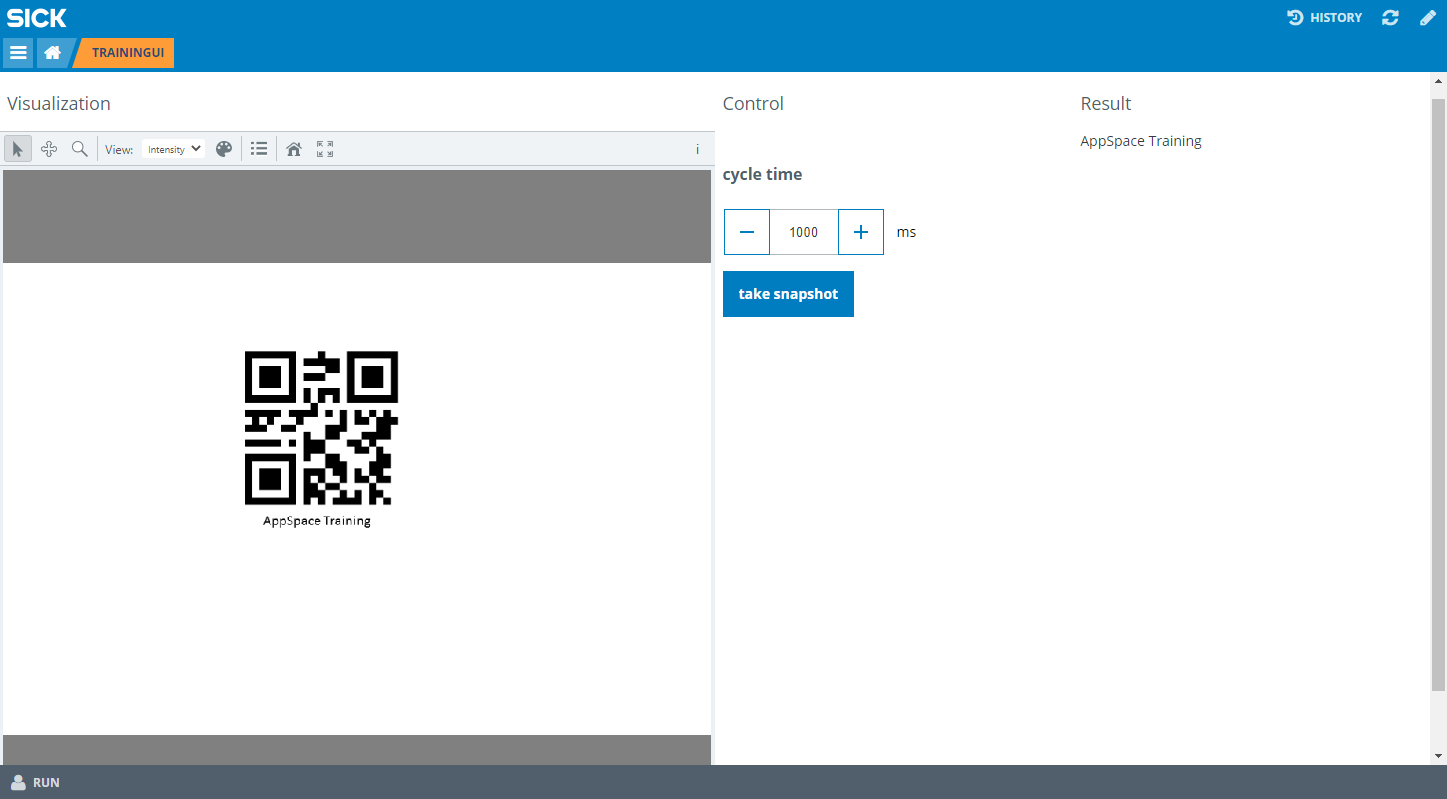 SICK
HISTORY
TRAININGUI
Visualization
Control
Result
View: Intensity
i
AppSpace Training
cycle time
1000
ms
take snapshot
AppSpace Training
RUN